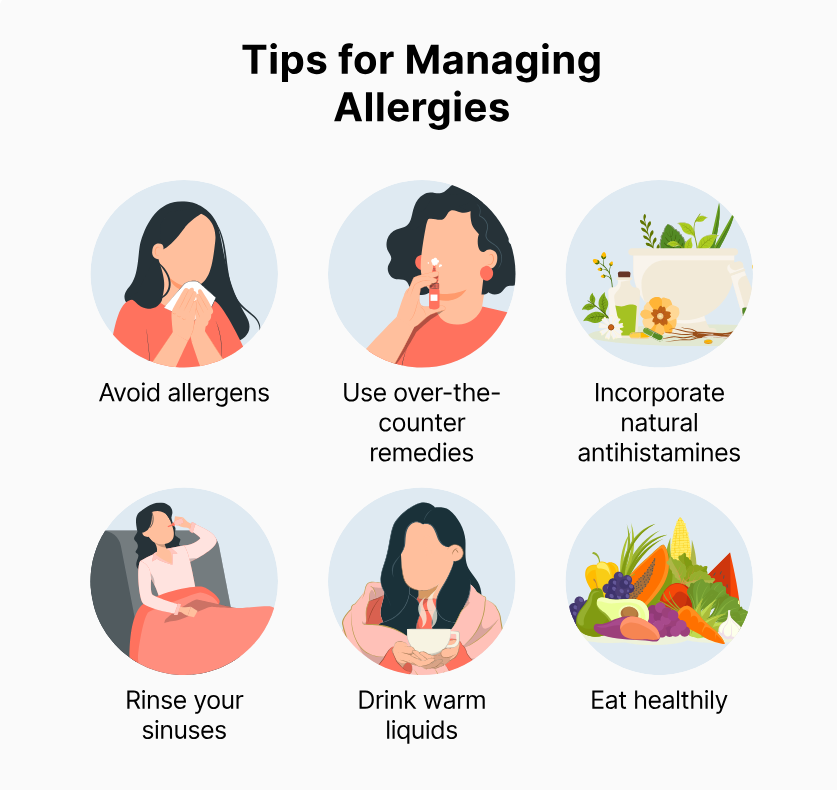 Tips for Managing
Allergies
Avoid allergens
Use over-the-
counter
remedies
Incorporate
natural
antihistamines
Rinse your
sinuses
Drink warm
liquids
Eat healthily